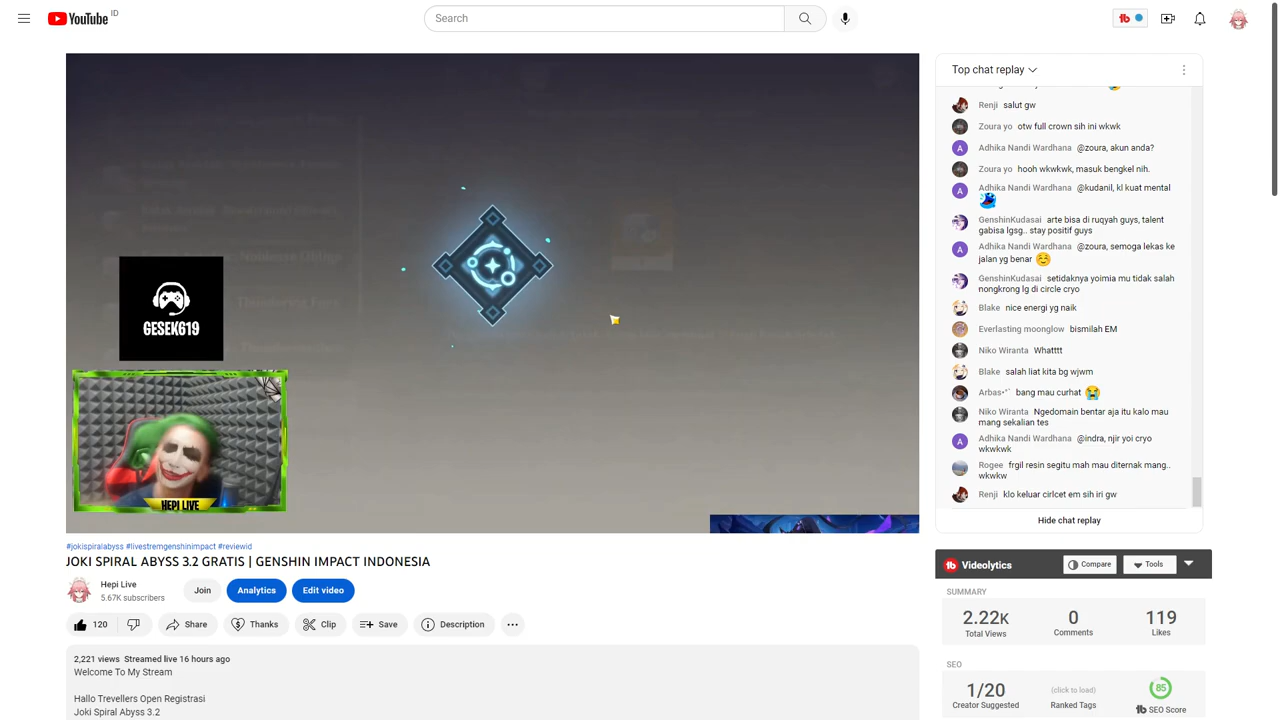 YouTube ID
Search
Top chat replay
Renji salut gw
Zoura yo otw full crown sih ini wkwk
Adhika Nandi Wardhana @zoura, akun anda?
Zoura yo hooh wkwkwk, masuk bengkel nih.
Adhika Nandi Wardhana @kudanil, kl kuat mental
GenshinKudasai arte bisa di ruqyah guys, talent
gabisa lgsg.. stay positif guys
Adhika Nandi Wardhana @zoura, semoga lekas ke
jalan yg benar
GenshinKudasai setidaknya yoimia mu tidak salah
nongkrong lg di circle cryo
Blake nice energi yg naik
Everlasting moonglow bismilah EM
Niko Wiranta Whatttt
Blake salah liat kita bg wjwm
Arbas•˟˟ bang mau curhat
Niko Wiranta Ngedomain bentar aja itu kalo mau
mang sekalian tes
Adhika Nandi Wardhana @indra, njir yoi cryo
wkwkwk
Rogee frgil resin segitu mah mau diternak mang..
wkwkw
Renji klo keluar cirlcet em sih iri gw
Hide chat replay
GESEK619
HEPI LIVE
#jokispiralabyss #livestremgenshinimpact #reviewid
JOKI SPIRAL ABYSS 3.2 GRATIS | GENSHIN IMPACT INDONESIA
Hepi Live
5.67K subscribers
Join
Analytics
Edit video
120
Share
Thanks
Clip
Save
Description
2,221 views Streamed live 16 hours ago
Welcome To My Stream
Hallo Trevellers Open Registrasi
Joki Spiral Abyss 3.2
tb Videolytics
Compare
Tools
SUMMARY
2.22K
Total Views
0
Comments
119
Likes
SEO
1/20
Creator Suggested
(click to load)
Ranked Tags
85
tb SEO Score